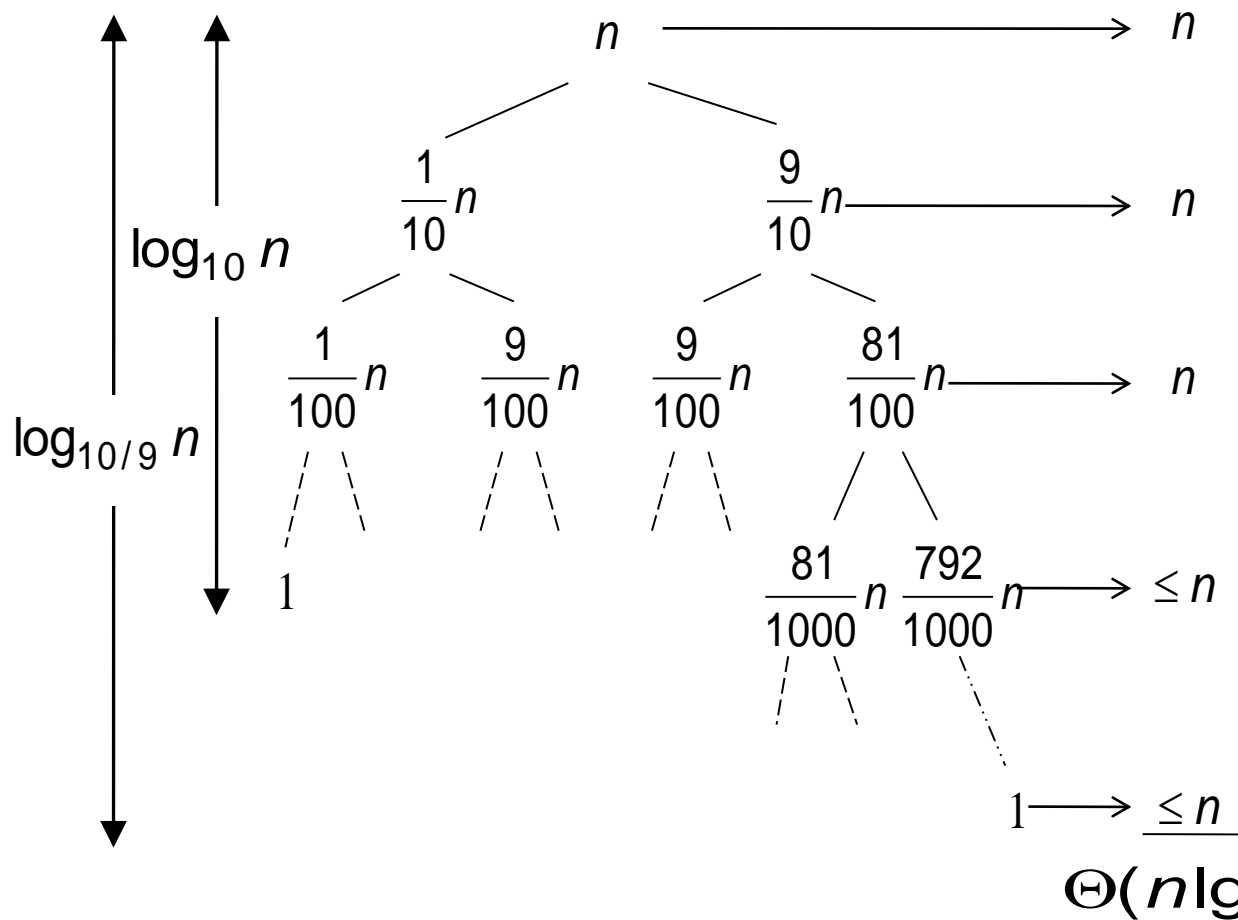 n n
1/10 n 9/10 n n
log₁₀ n
1/100 n 9/100 n 9/100 n 81/100 n n
log₁₀/₉ n
1 81/1000 n 792/1000 n ≤ n
1 ≤ n
Θ(n lg